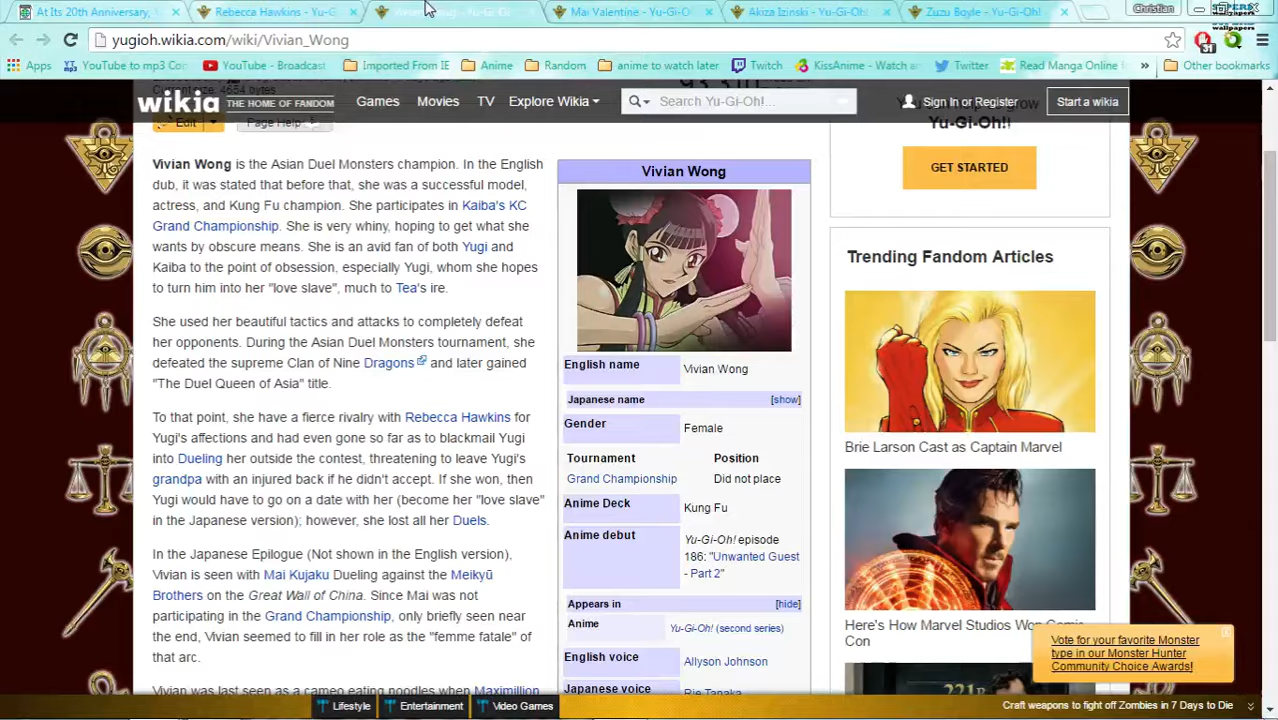 At Its 20th Anniversary,
Rebecca Hawkins - Yu-G
Mai Valentine - Yu-Gi-O
Akiza Izinski - Yu-Gi-Oh!
Zuzu Boyle - Yu-Gi-Oh!
Christian
yugioh.wikia.com/wiki/Vivian_Wong
31
Apps
YouTube to mp3 Con
YouTube - Broadcast
Imported From IE
Anime
Random
anime to watch later
Twitch
KissAnime - Watch a
Twitter
Read Manga Online
»
Other bookmarks
wikia THE HOME OF FANDOM
Games
Movies
TV
Explore Wikia
Search Yu-Gi-Oh!...
Sign In or Register
Start a wikia
Edit
Page Help
Yu-Gi-Oh!!
GET STARTED
Vivian Wong is the Asian Duel Monsters champion. In the English
dub, it was stated that before that, she was a successful model,
actress, and Kung Fu champion. She participates in Kaiba's KC
Grand Championship. She is very whiny, hoping to get what she
wants by obscure means. She is an avid fan of both Yugi and
Kaiba to the point of obsession, especially Yugi, whom she hopes
to turn him into her "love slave", much to Tea's ire.
She used her beautiful tactics and attacks to completely defeat
her opponents. During the Asian Duel Monsters tournament, she
defeated the supreme Clan of Nine Dragons and later gained
"The Duel Queen of Asia" title.
To that point, she have a fierce rivalry with Rebecca Hawkins for
Yugi's affections and had even gone so far as to blackmail Yugi
into Dueling her outside the contest, threatening to leave Yugi's
grandpa with an injured back if he didn't accept. If she won, then
Yugi would have to go on a date with her (become her "love slave"
in the Japanese version); however, she lost all her Duels.
In the Japanese Epilogue (Not shown in the English version),
Vivian is seen with Mai Kujaku Dueling against the Meikyū
Brothers on the Great Wall of China. Since Mai was not
participating in the Grand Championship, only briefly seen near
the end, Vivian seemed to fill in her role as the "femme fatale" of
that arc.
Vivian was last seen as a cameo eating noodles when Maximillion
Vivian Wong
English name
Vivian Wong
Japanese name
[show]
Gender
Female
Tournament
Position
Grand Championship
Did not place
Anime Deck
Kung Fu
Anime debut
Yu-Gi-Oh! episode
186: "Unwanted Guest
- Part 2"
Appears in
[hide]
Anime
Yu-Gi-Oh! (second series)
English voice
Allyson Johnson
Japanese voice
Rie Tanaka
Trending Fandom Articles
Brie Larson Cast as Captain Marvel
Here's How Marvel Studios Won Comic
Con
221B
Vote for your favorite Monster
type in our Monster Hunter
Community Choice Awards!
Lifestyle
Entertainment
Video Games
Craft weapons to fight off Zombies in 7 Days to Die